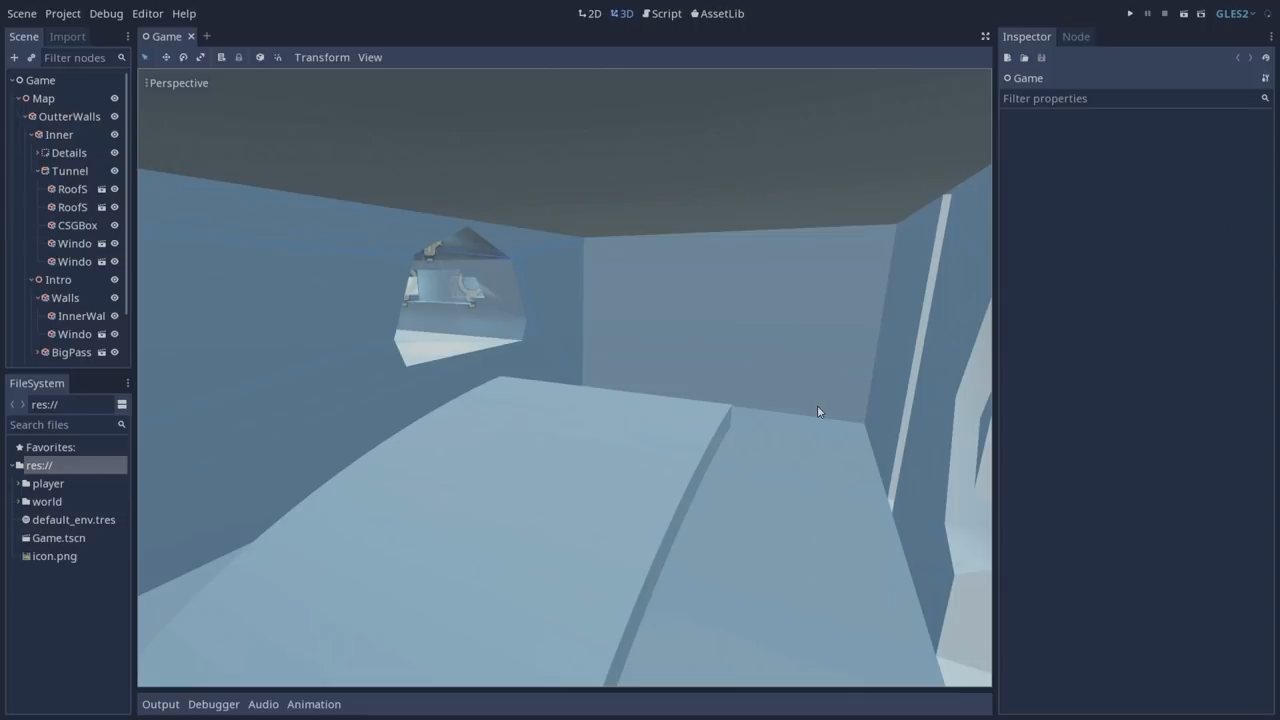 Scene Project Debug Editor Help
2D 3D Script AssetLib
GLES2
Scene Import
Filter nodes
Game
Map
OutterWalls
Inner
Details
Tunnel
RoofS
RoofS
CSGBox
Windo
Windo
Intro
Walls
InnerWal
Windo
BigPass
FileSystem
res://
Search files
Favorites:
res://
player
world
default_env.tres
Game.tscn
icon.png
Game
Transform View
Perspective
Output Debugger Audio Animation
Inspector Node
Game
Filter properties